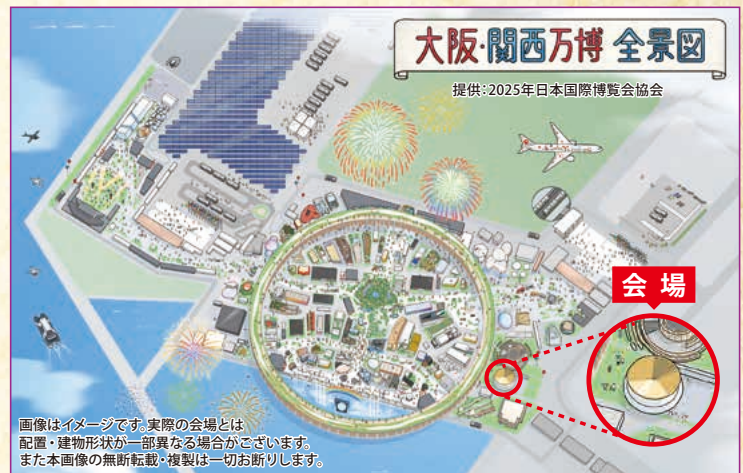 大阪・関西万博 全景図
提供：2025年日本国際博覧会協会
会場
画像はイメージです。実際の会場とは
配置・建物形状が一部異なる場合がございます。
また本画像の無断転載・複製は一切お断りします。